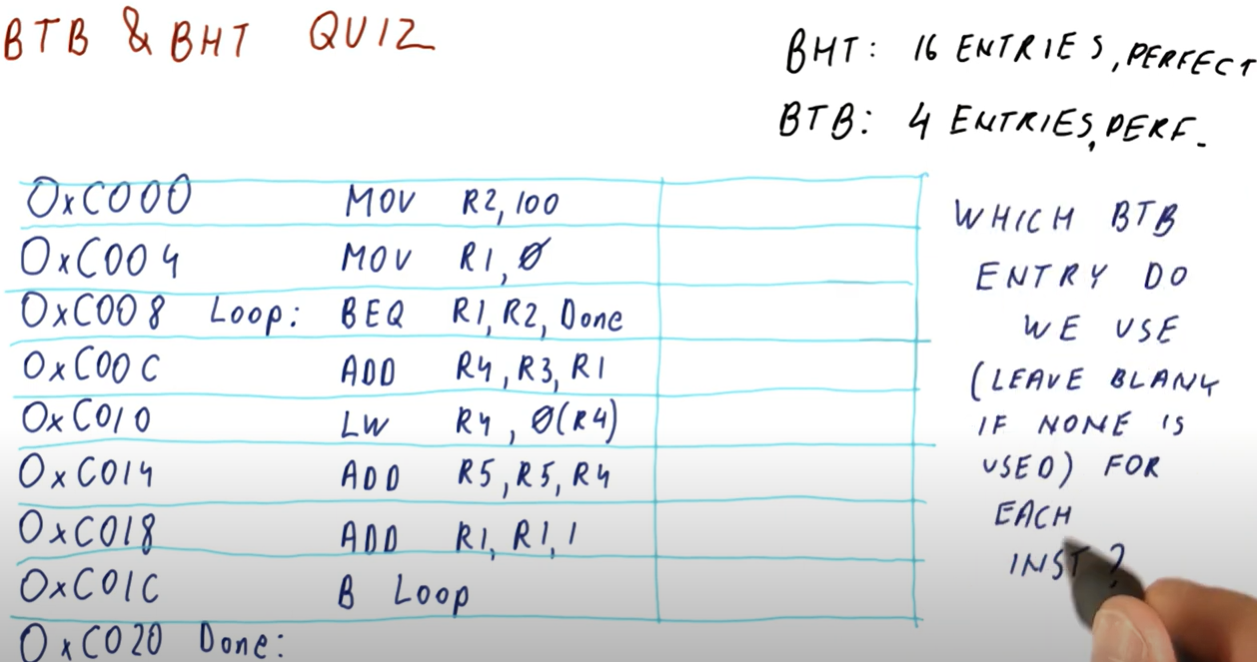 BTB & BHT QUIZ
BHT: 16 ENTRIES, PERFECT
BTB: 4 ENTRIES, PERF.
0xC000 MOV R2, 100
0xC004 MOV R1, 0
0xC008 Loop: BEQ R1, R2, Done
0xC00C ADD R4, R3, R1
0xC010 LW R4, 0(R4)
0xC014 ADD R5, R5, R4
0xC018 ADD R1, R1, 1
0xC01C B Loop
0xC020 Done:
WHICH BTB
ENTRY DO
WE USE
(LEAVE BLANK
IF NONE IS
USED) FOR
EACH
INST?